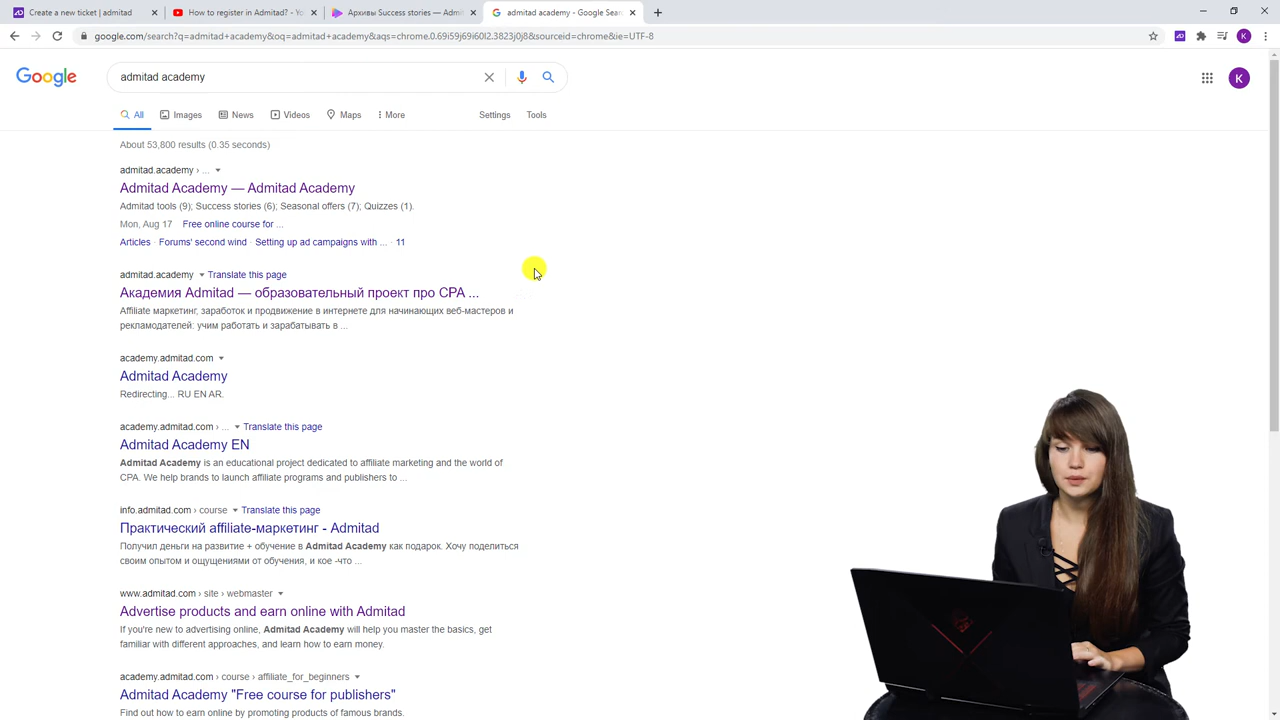 Create a new ticket | admitad
How to register in Admitad? - Yo
Архивы Success stories — Admit
admitad academy - Google Sear
google.com/search?q=admitad+academy&oq=admitad+academy&aqs=chrome.0.69i59j69i60l2.3823j0j8&sourceid=chrome&ie=UTF-8
K
Google
admitad academy
K
All
Images
News
Videos
Maps
More
Settings
Tools
About 53,800 results (0.35 seconds)
admitad.academy › ...
Admitad Academy — Admitad Academy
Admitad tools (9); Success stories (6); Seasonal offers (7); Quizzes (1).
Mon, Aug 17 Free online course for ...
Articles · Forums' second wind · Setting up ad campaigns with ... · 11
admitad.academy Translate this page
Академия Admitad — образовательный проект про CPA ...
Affiliate маркетинг, заработок и продвижение в интернете для начинающих веб-мастеров и
рекламодателей: учим работать и зарабатывать в ...
academy.admitad.com
Admitad Academy
Redirecting... RU EN AR.
academy.admitad.com › ... Translate this page
Admitad Academy EN
Admitad Academy is an educational project dedicated to affiliate marketing and the world of
CPA. We help brands to launch affiliate programs and publishers to ...
info.admitad.com › course Translate this page
Практический affiliate-маркетинг - Admitad
Получил деньги на развитие + обучение в Admitad Academy как подарок. Хочу поделиться
своим опытом и ощущениями от обучения, и кое -что ...
www.admitad.com › site › webmaster
Advertise products and earn online with Admitad
If you're new to advertising online, Admitad Academy will help you master the basics, get
familiar with different approaches, and learn how to earn money.
academy.admitad.com › course › affiliate_for_beginners
Admitad Academy "Free course for publishers"
Find out how to earn online by promoting products of famous brands.